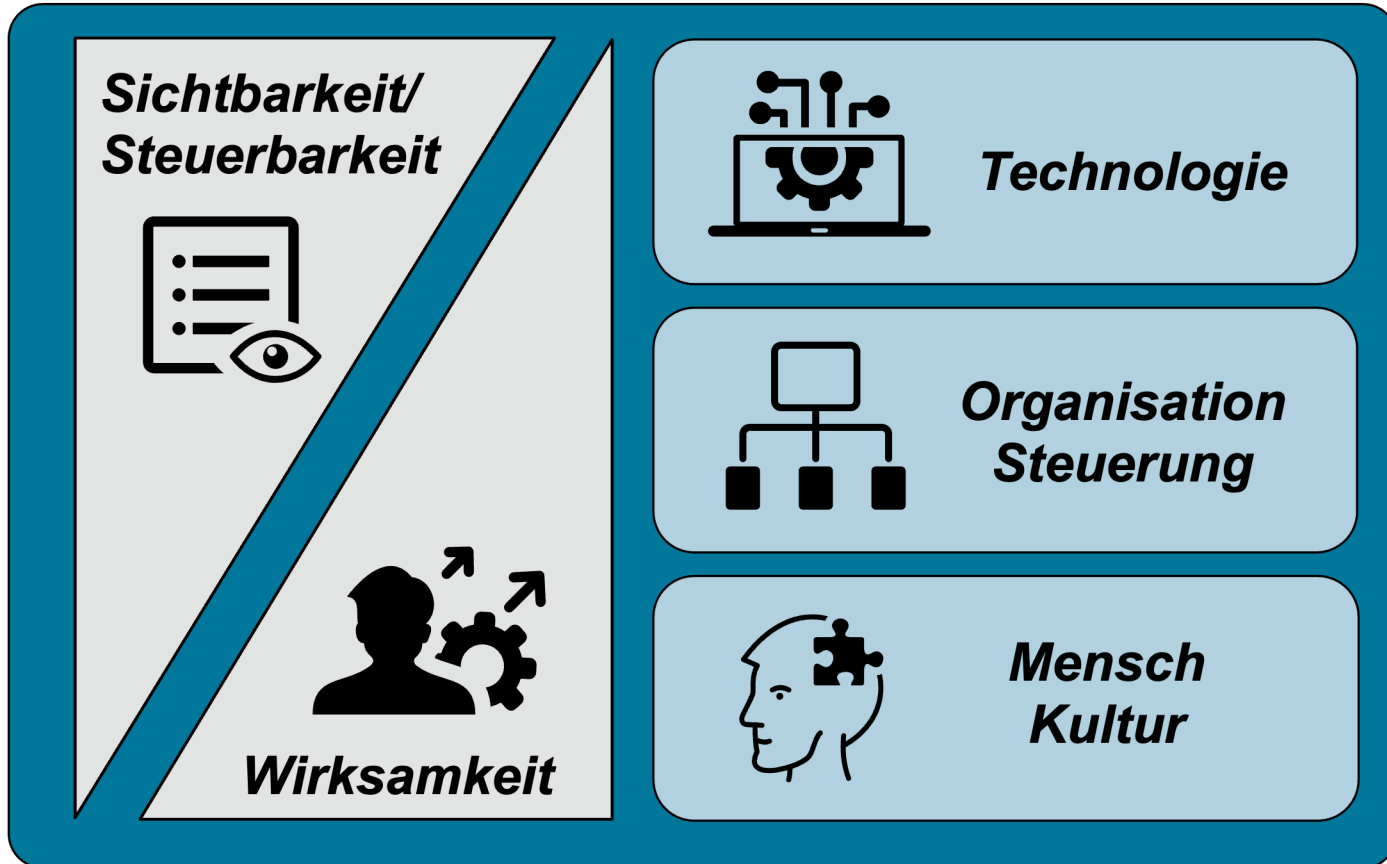 Sichtbarkeit/
Steuerbarkeit
Wirksamkeit
Technologie
Organisation
Steuerung
Mensch
Kultur